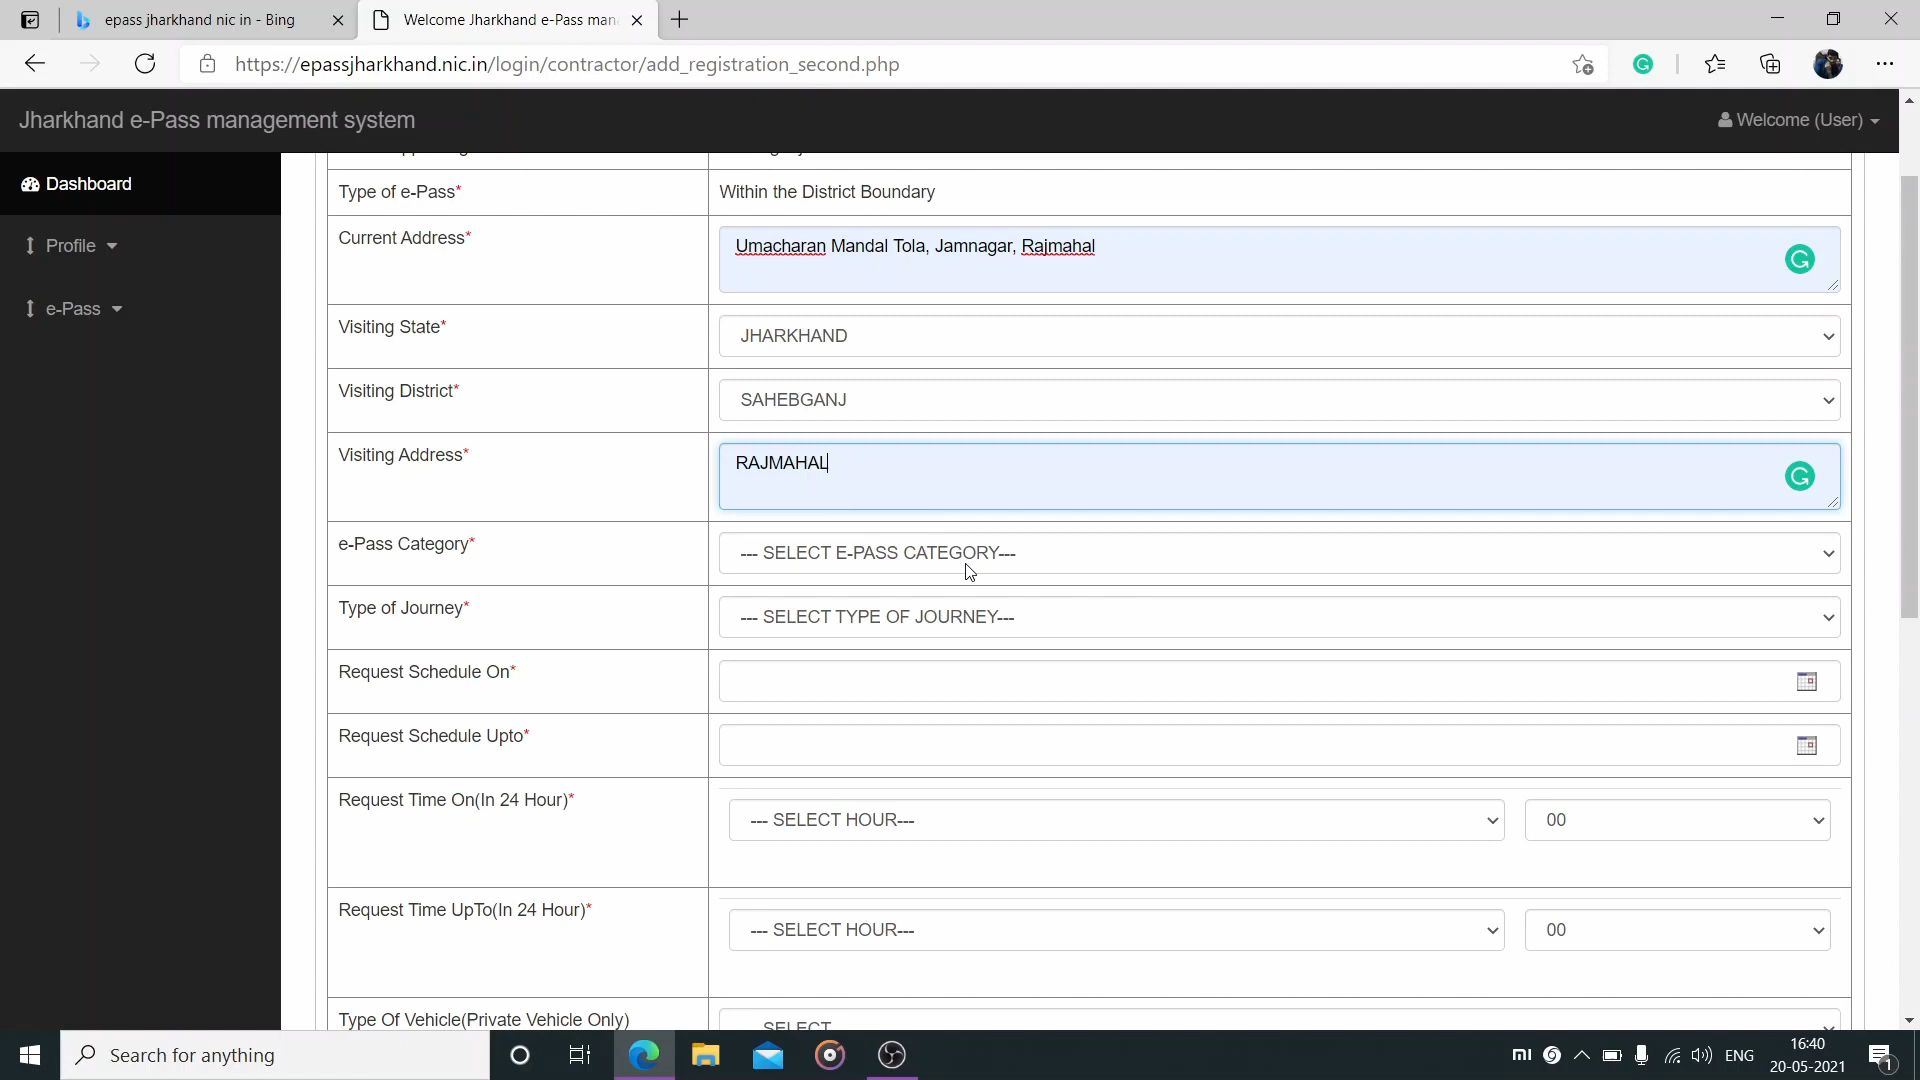 epass jharkhand nic in - Bing
Welcome Jharkhand e-Pass man
https://epassjharkhand.nic.in/login/contractor/add_registration_second.php
Jharkhand e-Pass management system
Welcome (User)
Dashboard
Profile
e-Pass
Type of e-Pass*
Within the District Boundary
Current Address*
Umacharan Mandal Tola, Jamnagar, Rajmahal
Visiting State*
JHARKHAND
Visiting District*
SAHEBGANJ
Visiting Address*
RAJMAHAL
e-Pass Category*
--- SELECT E-PASS CATEGORY---
Type of Journey*
--- SELECT TYPE OF JOURNEY---
Request Schedule On*
Request Schedule Upto*
Request Time On(In 24 Hour)*
--- SELECT HOUR---
00
Request Time UpTo(In 24 Hour)*
--- SELECT HOUR---
00
Type Of Vehicle(Private Vehicle Only)
SELECT
Search for anything
ENG
16:40
20-05-2021
1